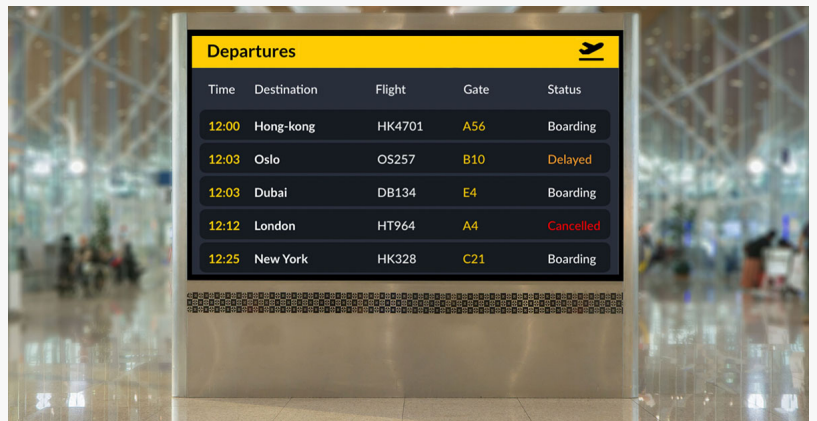 Departures
Time Destination Flight Gate Status
12:00 Hong-kong HK4701 A56 Boarding
12:03 Oslo OS257 B10 Delayed
12:03 Dubai DB134 E4 Boarding
12:12 London HT964 A4 Cancelled
12:25 New York HK328 C21 Boarding